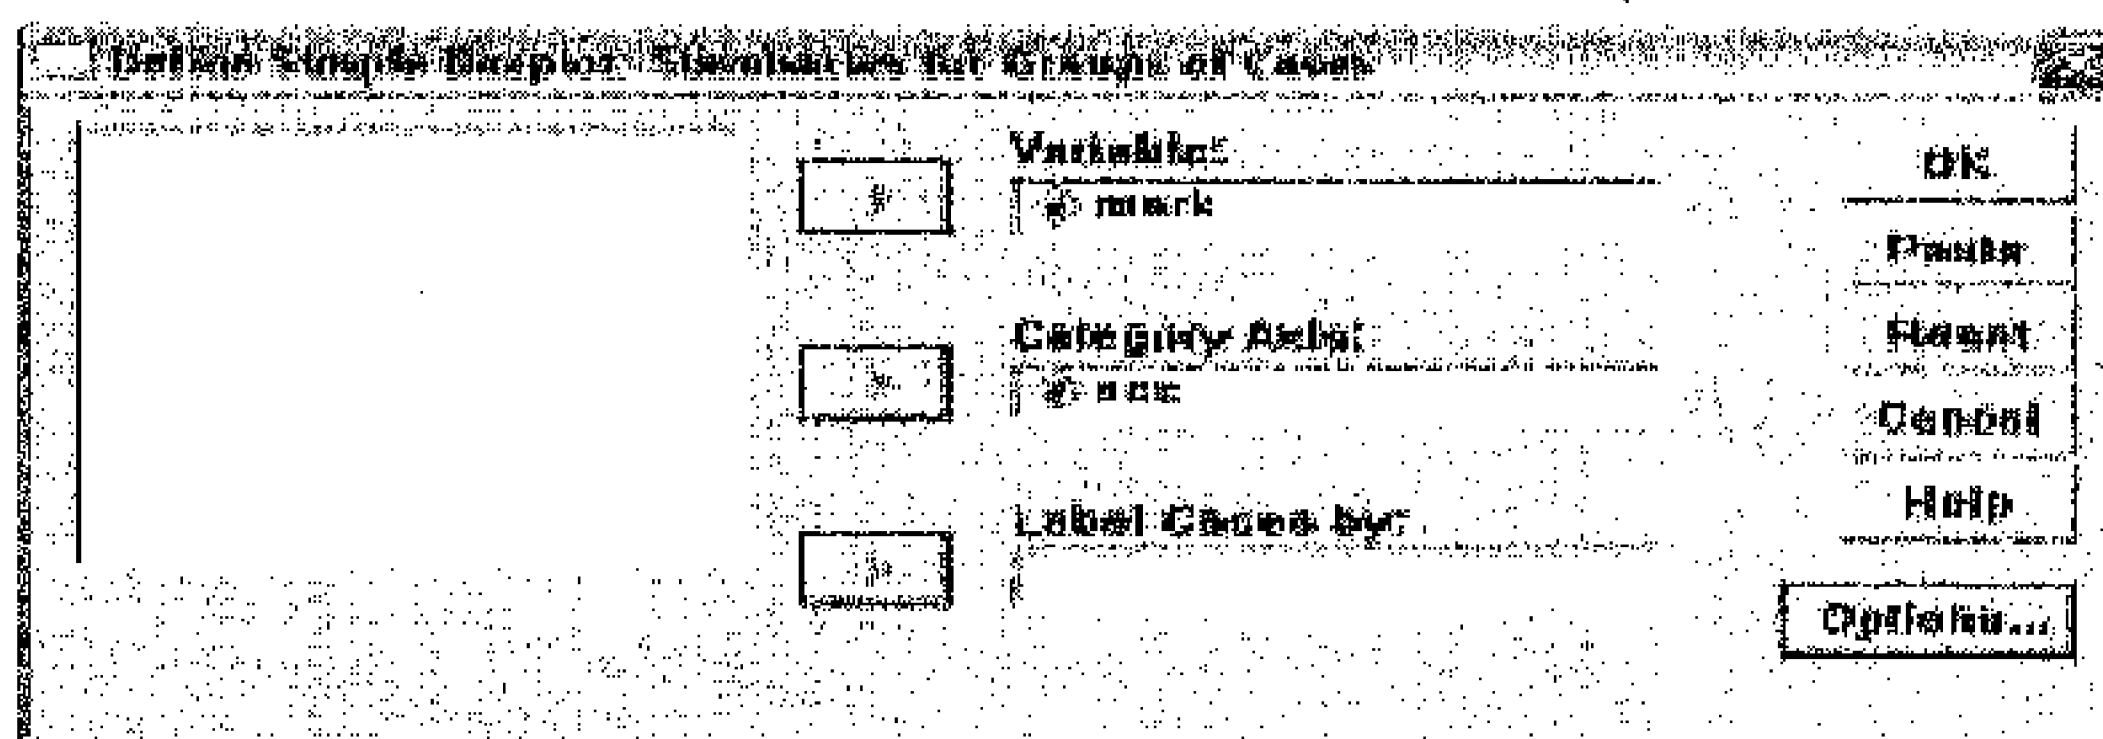 Define Simple Boxplot: Summaries for Groups of Cases
Variable:
mark
Category Axis:
sex
Label Cases by:
OK
Paste
Reset
Cancel
Help
Options...